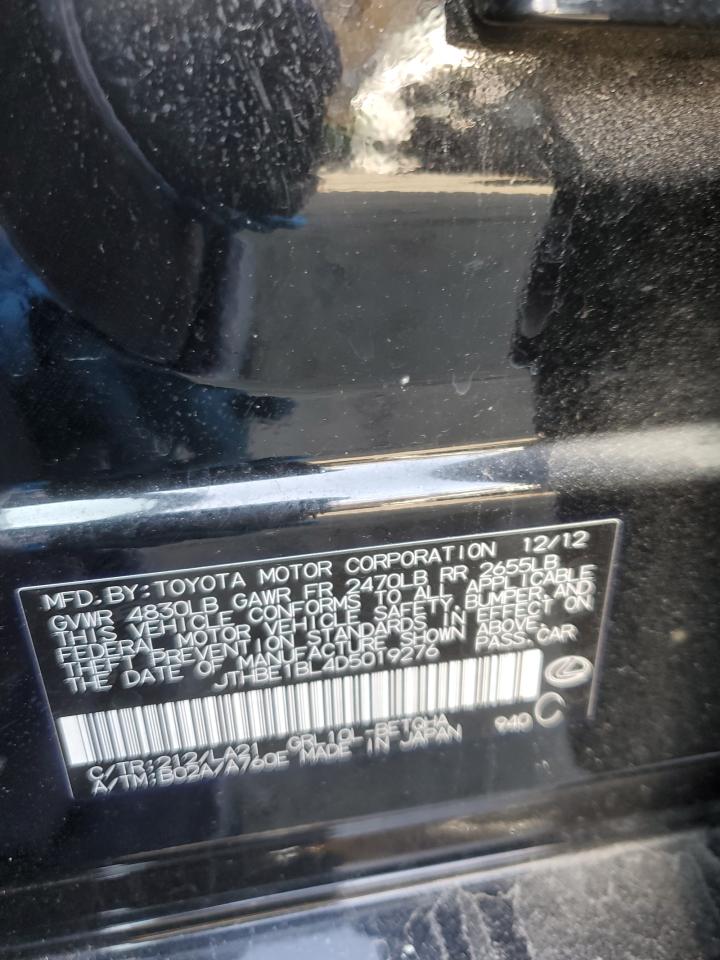 MFD. BY: TOYOTA MOTOR CORPORATION 12/12
GVWR 4830LB GAWR FR 2470LB RR 2655LB
THIS VEHICLE CONFORMS TO ALL APPLICABLE
FEDERAL MOTOR VEHICLE SAFETY, BUMPER, AND
THEFT PREVENTION STANDARDS IN EFFECT ON
THE DATE OF MANUFACTURE SHOWN ABOVE.
JTHBE1BL4D5019276 PASS. CAR
C/TR: 212/LA21 GRL10L-BETQHA 940 C
A/TM: B02A/A760E MADE IN JAPAN